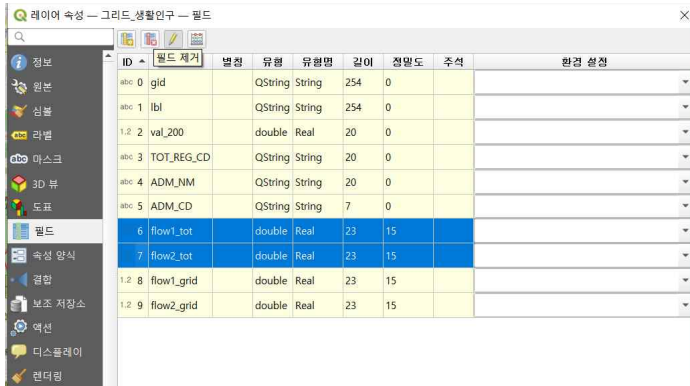 레이어 속성 — 그리드_생활인구 — 필드
정보
원본
심볼
abc 라벨
abc 마스크
3D 뷰
도표
필드
속성 양식
결합
보조 저장소
액션
디스플레이
렌더링
필드 제거
ID 별칭 유형 유형명 길이 정밀도 주석 환경 설정
abc 0 gid QString String 254 0
abc 1 lbl QString String 254 0
1.2 2 val_200 double Real 20 0
abc 3 TOT_REG_CD QString String 20 0
abc 4 ADM_NM QString String 20 0
abc 5 ADM_CD QString String 7 0
6 flow1_tot double Real 23 15
7 flow2_tot double Real 23 15
1.2 8 flow1_grid double Real 23 15
1.2 9 flow2_grid double Real 23 15